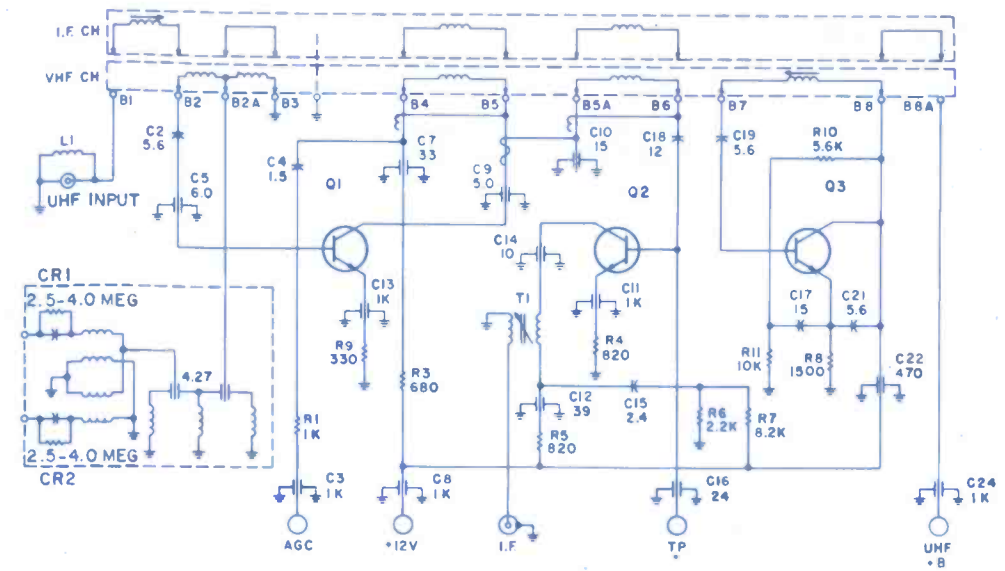 I.F. CH
VHF CH
B1 B2 B2A B3 B4 B5 B5A B6 B7 B8 B8A
L1
UHF INPUT
C2
5.6
C5
6.0
C4
1.5
Q1
C7
33
C9
5.0
C10
15
C18
12
Q2
C19
5.6
R10
5.6K
Q3
C14
10
C13
1K
C11
1K
T1
R9
330
R3
680
R4
820
C17
15
C21
5.6
R11
10K
R8
1500
C22
470
CR1
2.5-4.0 MEG
4.27
2.5-4.0 MEG
CR2
R1
1K
C12
39
C15
2.4
R5
820
R6
2.2K
R7
8.2K
C3
1K
C8
1K
C16
24
C24
1K
AGC
+12V
I.F.
TP
UHF
+B